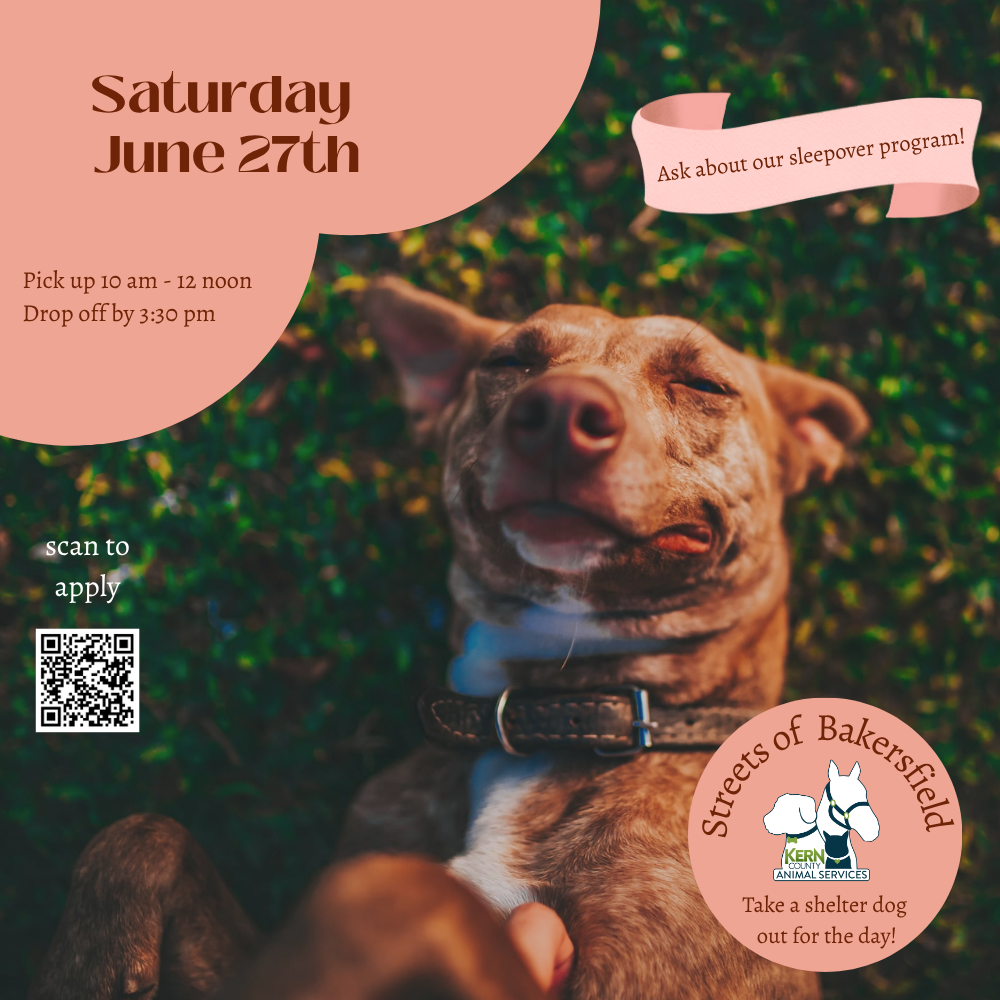 Saturday
June 27th
Ask about our sleepover program!
Pick up 10 am - 12 noon
Drop off by 3:30 pm
scan to
apply
Streets of Bakersfield
KERN
COUNTY
ANIMAL SERVICES
Take a shelter dog
out for the day!